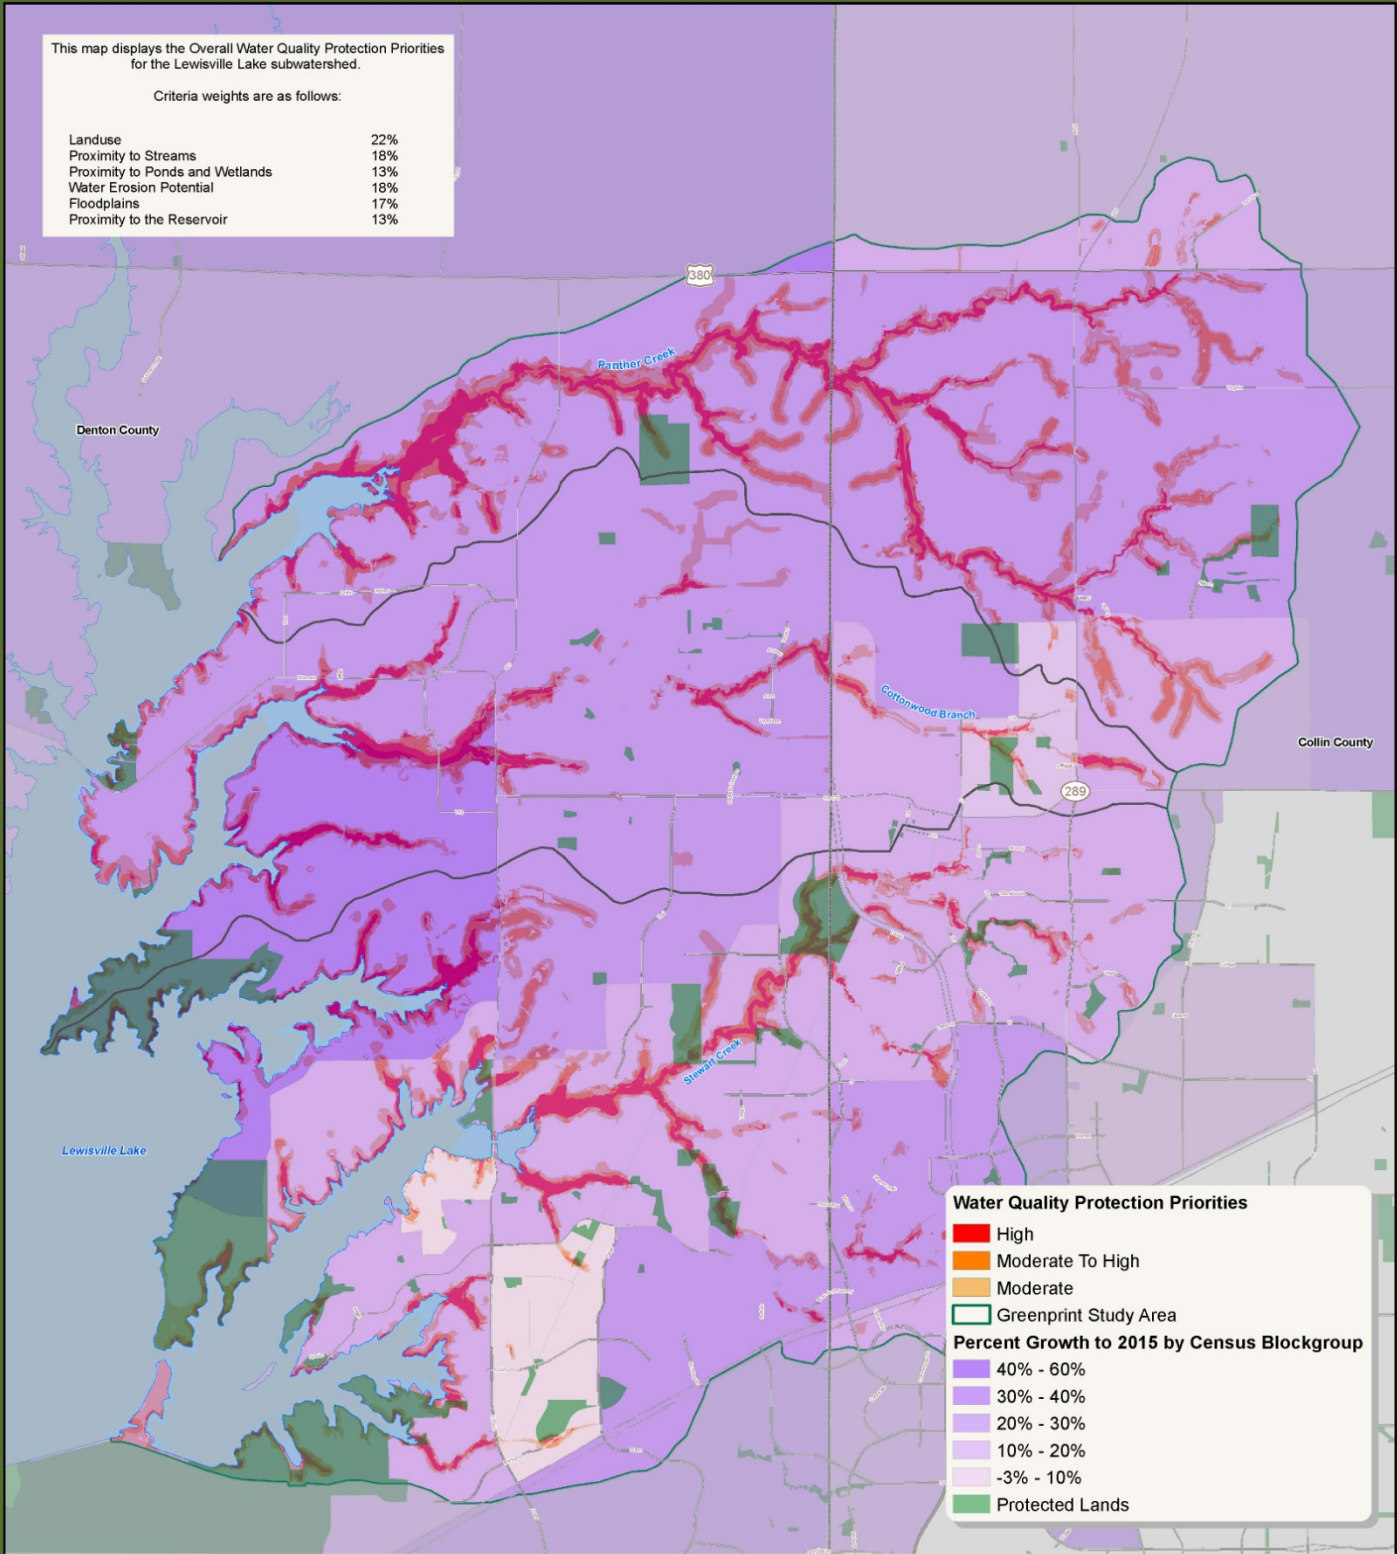 This map displays the Overall Water Quality Protection Priorities
for the Lewisville Lake subwatershed.
Criteria weights are as follows:
Landuse 22%
Proximity to Streams 18%
Proximity to Ponds and Wetlands 13%
Water Erosion Potential 18%
Floodplains 17%
Proximity to the Reservoir 13%
380
Panther Creek
Denton County
Cottonwood Branch
Collin County
289
Stewart Creek
Lewisville Lake
Water Quality Protection Priorities
High
Moderate To High
Moderate
Greenprint Study Area
Percent Growth to 2015 by Census Blockgroup
40% - 60%
30% - 40%
20% - 30%
10% - 20%
-3% - 10%
Protected Lands